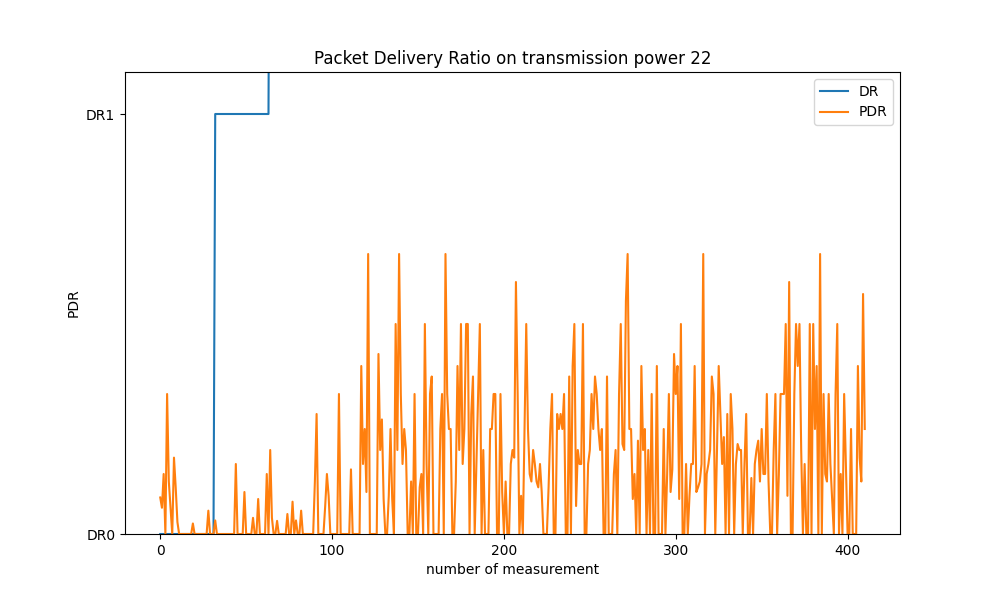 Packet Delivery Ratio on transmission power 22
DR
PDR
DR1
PDR
DR0
0
100
200
300
400
number of measurement